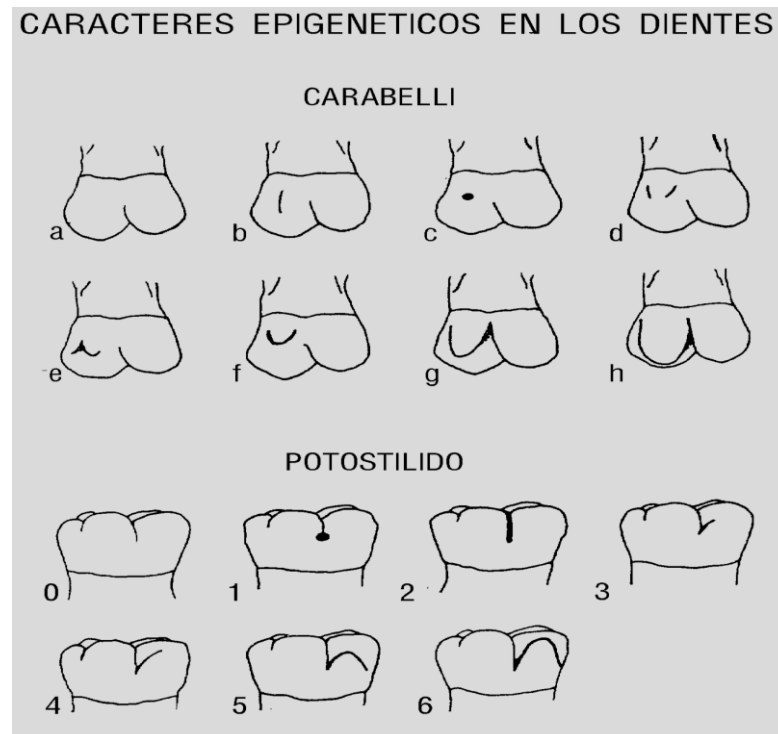 CARACTERES EPIGENETICOS EN LOS DIENTES
CARABELLI
a b c d
e f g h
POTOSTILIDO
0 1 2 3
4 5 6